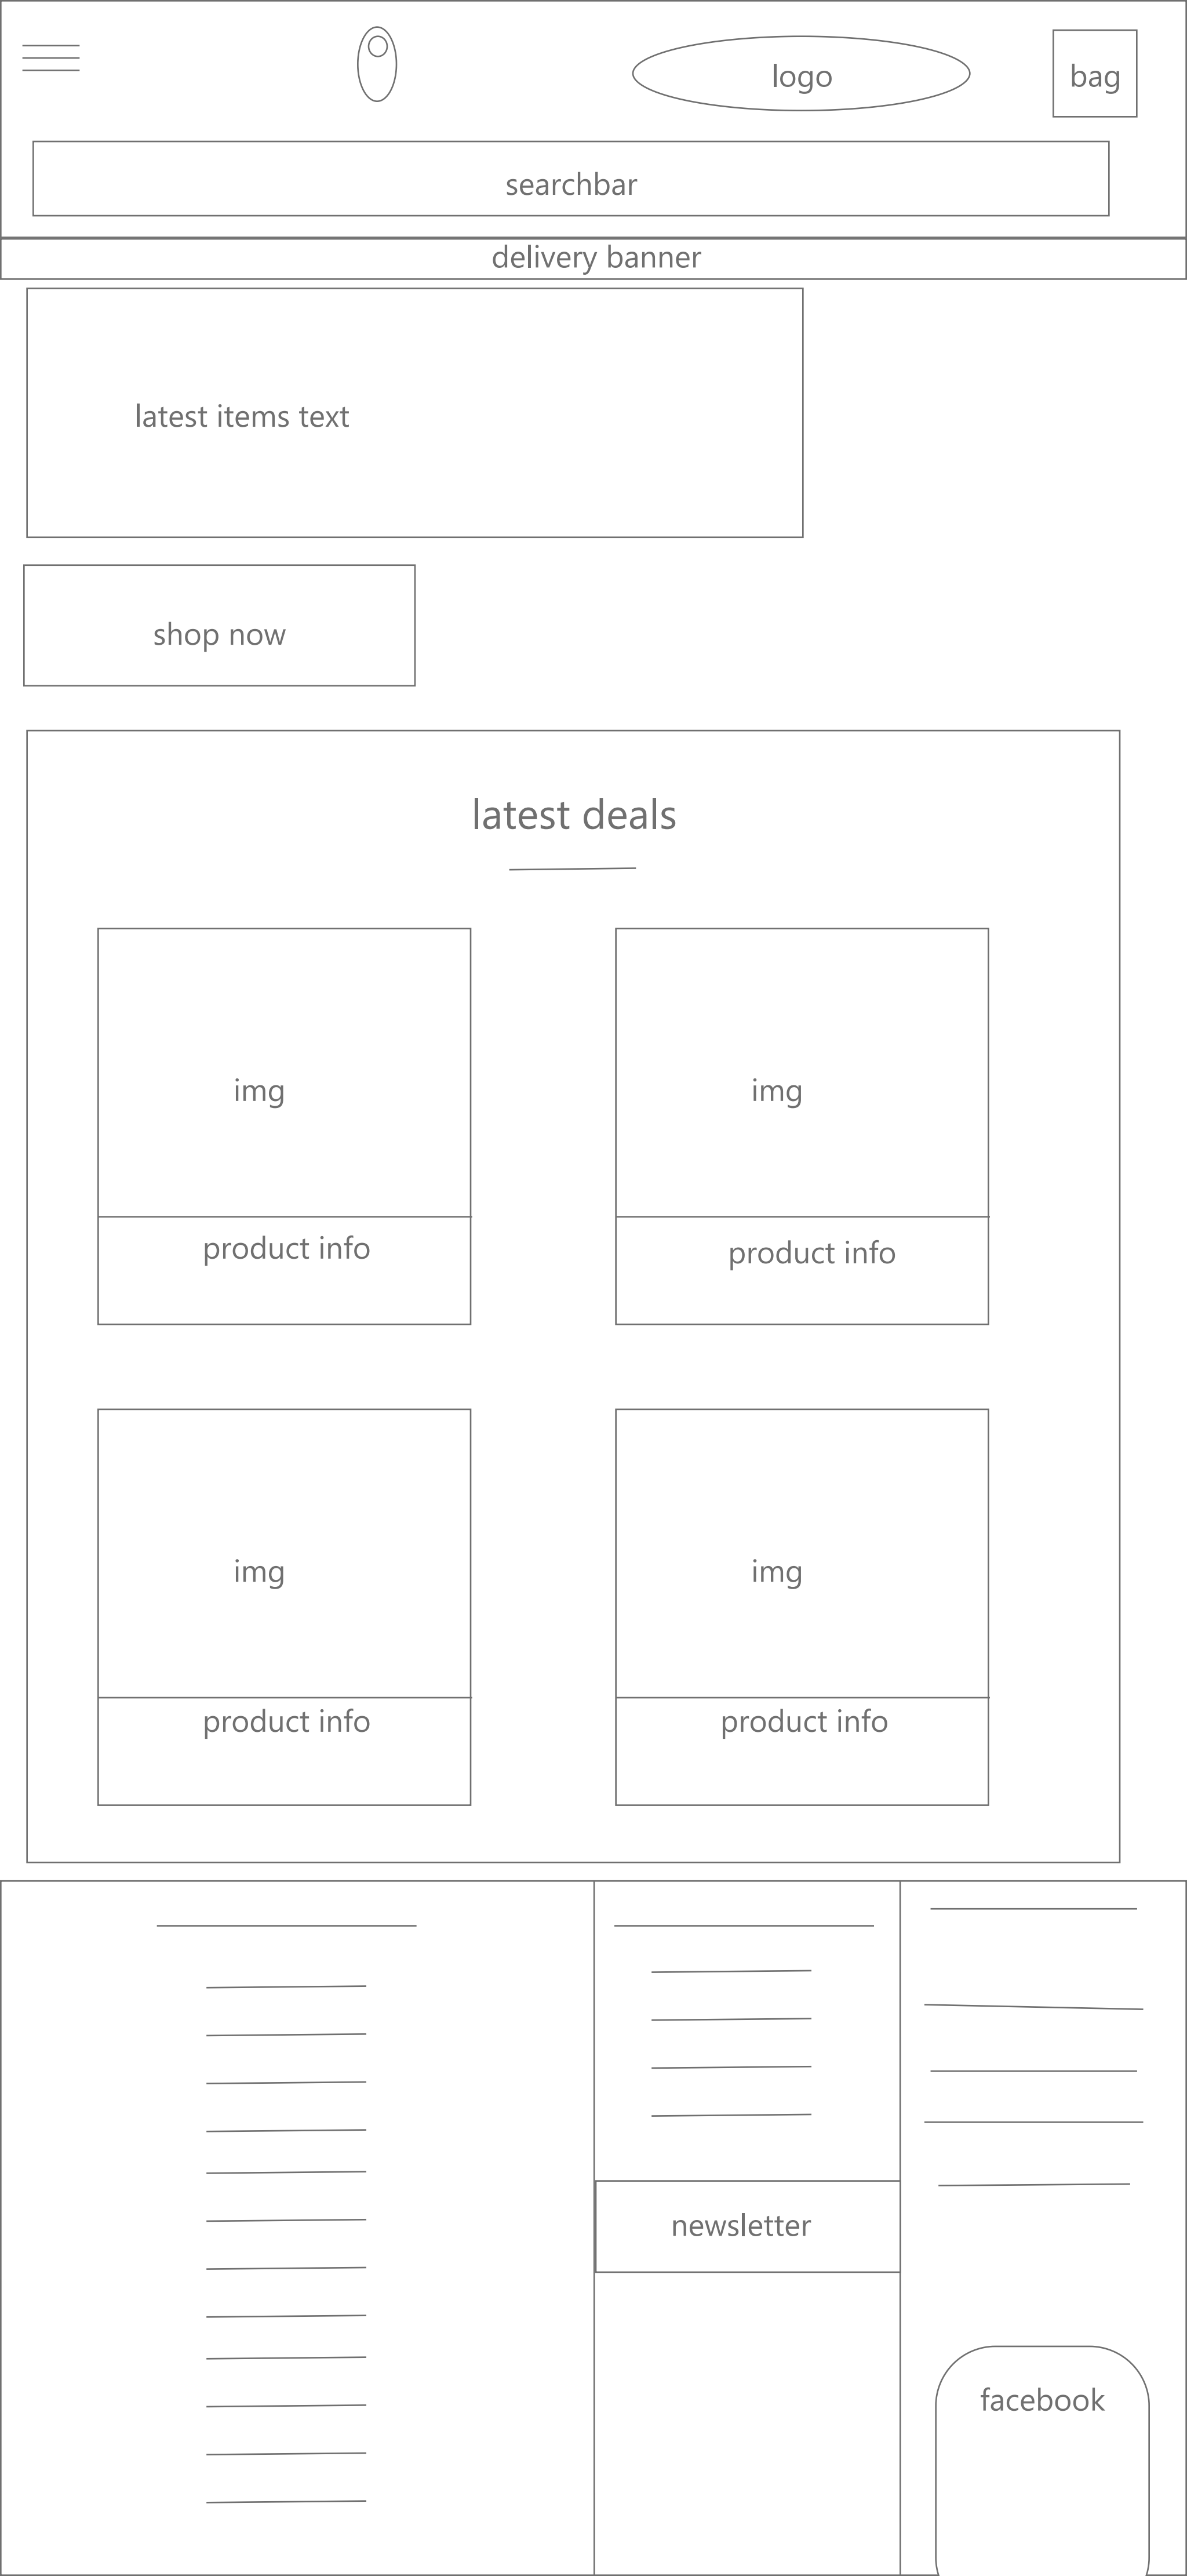 logo
bag
searchbar
delivery banner
latest items text
shop now
latest deals
img
img
product info
product info
img
img
product info
product info
newsletter
facebook